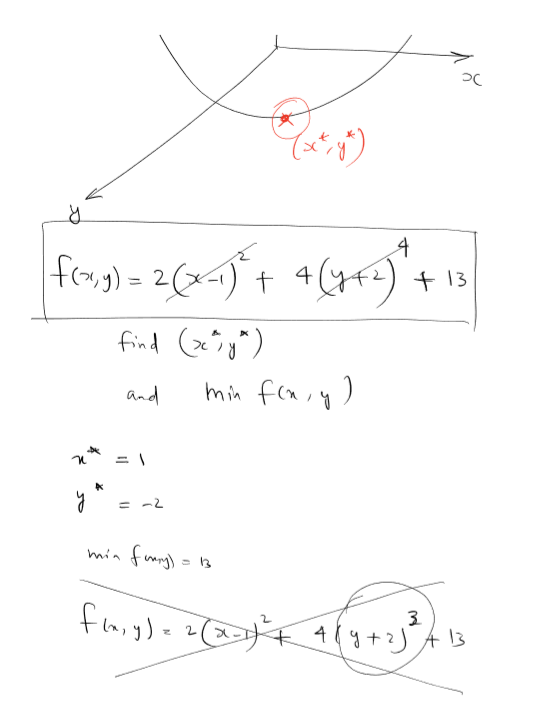 x
(x*, y*)
y
f(x,y) = 2(x-1)² + 4(y+2)⁴ + 13
find (x*, y*)
and min f(x, y)
x* = 1
y* = -2
min f(x,y) = 13
f(x, y) = 2(x-1)² + 4(y+2)³ + 13